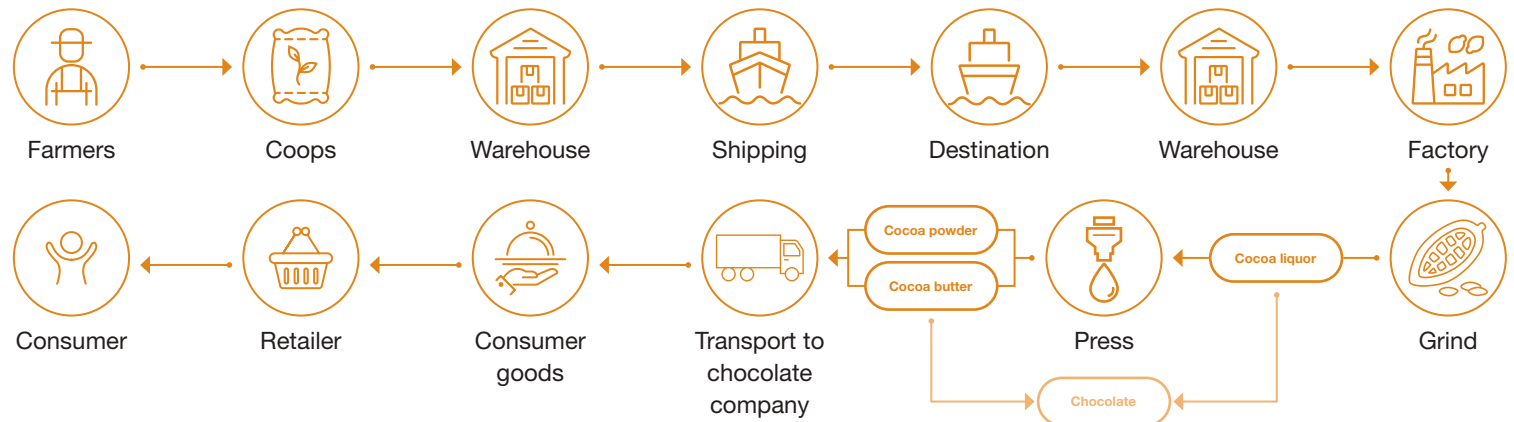 Farmers
Coops
Warehouse
Shipping
Destination
Warehouse
Factory
Cocoa powder
Cocoa liquor
Cocoa butter
Consumer
Retailer
Consumer
goods
Transport to
chocolate
company
Press
Grind
Chocolate